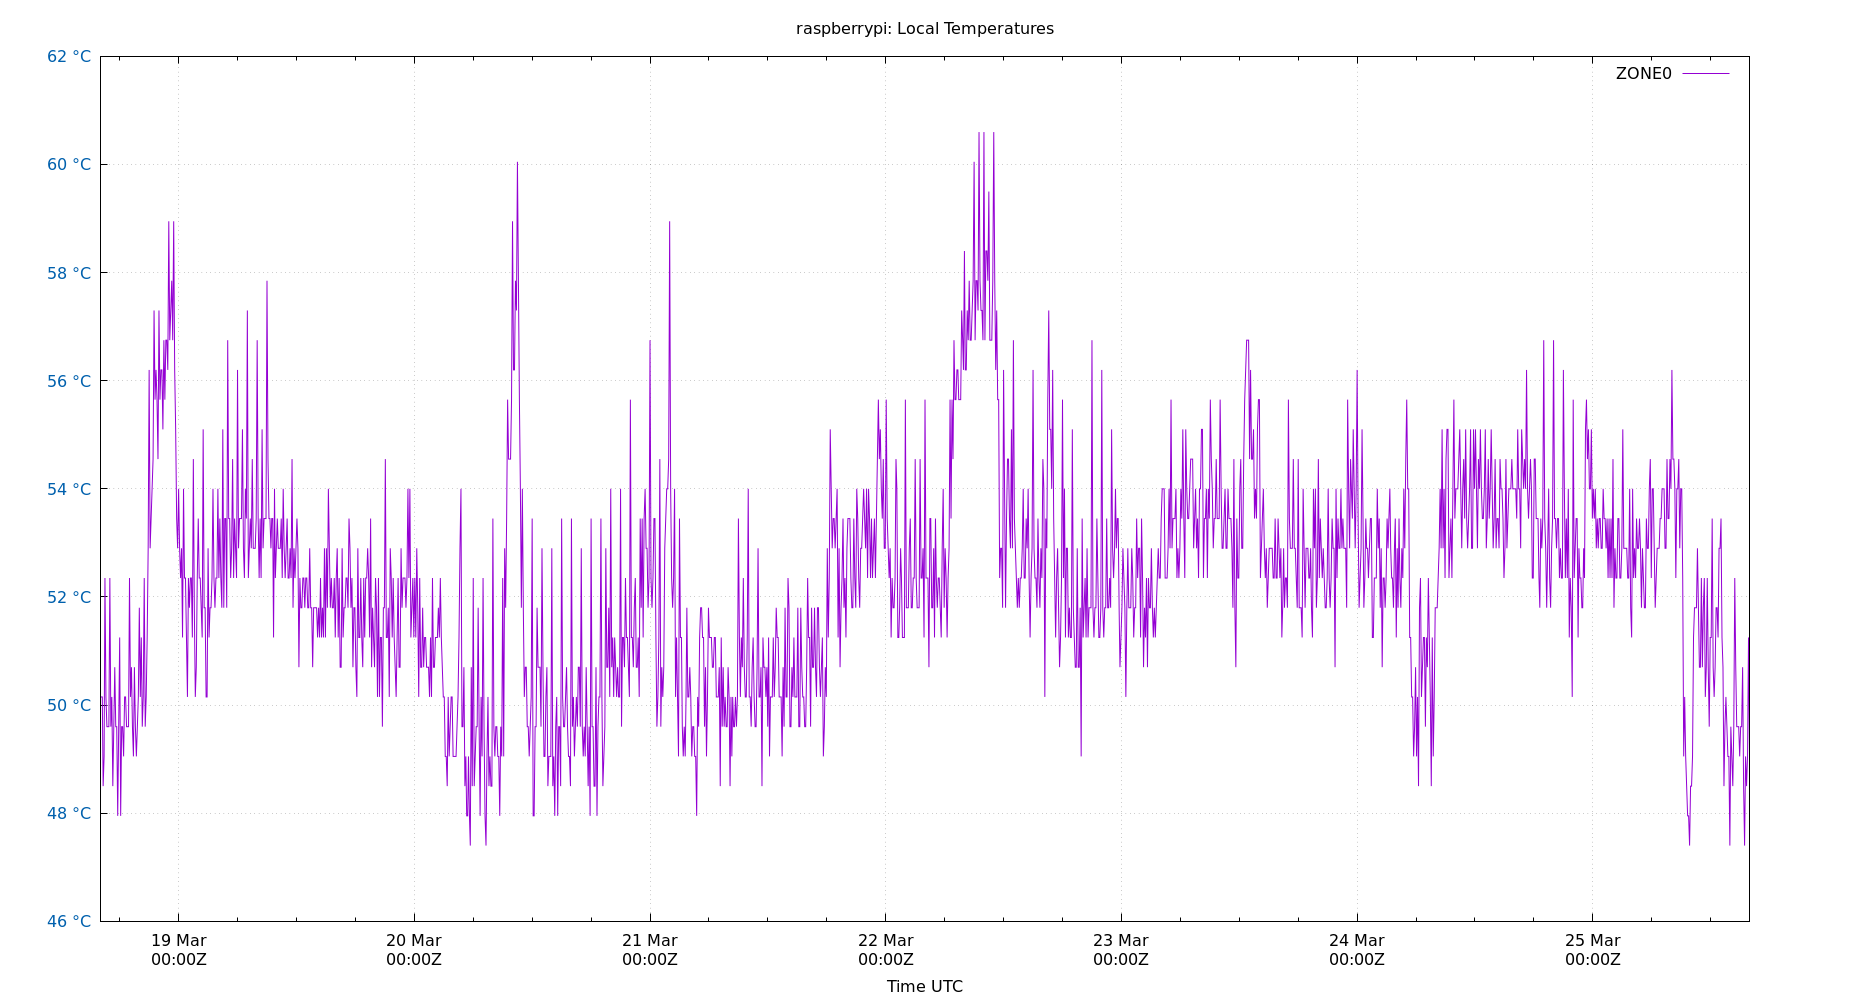 raspberrypi: Local Temperatures
62 °C
ZONE0
60 °C
58 °C
56 °C
54 °C
52 °C
50 °C
48 °C
46 °C
19 Mar 20 Mar 21 Mar 22 Mar 23 Mar 24 Mar 25 Mar
00:00Z 00:00Z 00:00Z 00:00Z 00:00Z 00:00Z 00:00Z
Time UTC